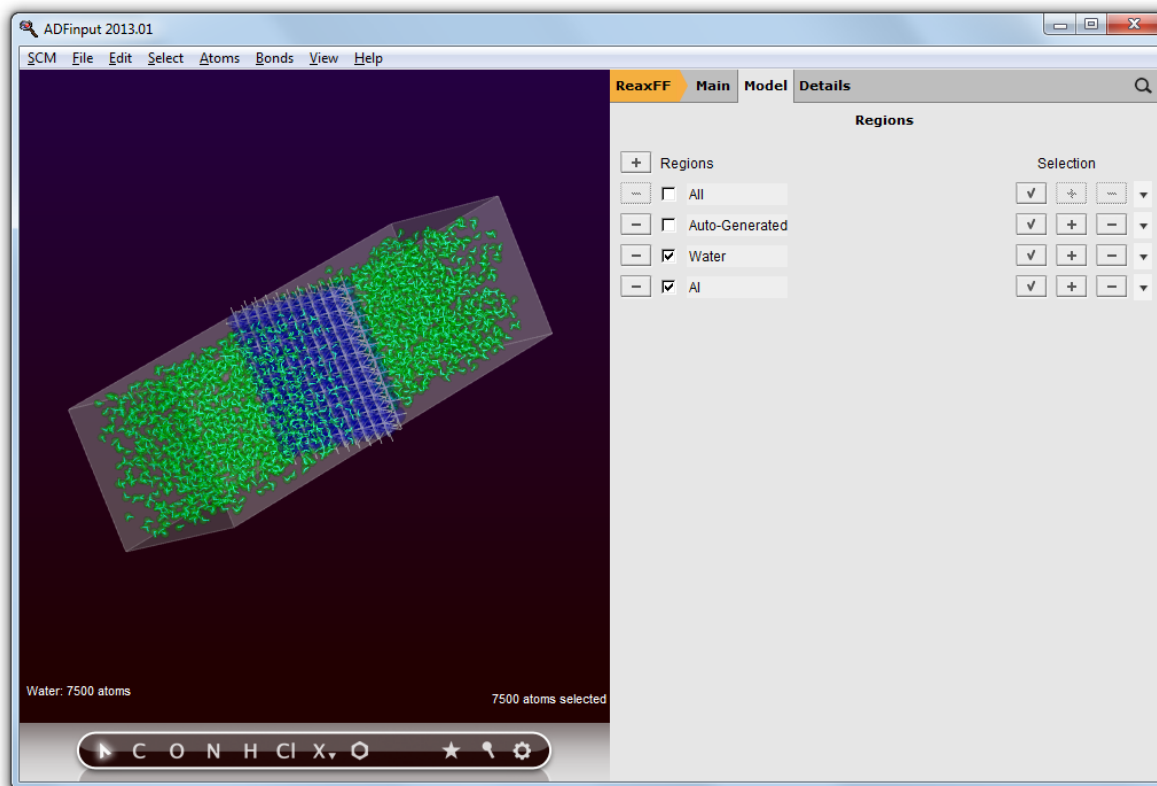 ADFinput 2013.01
SCM File Edit Select Atoms Bonds View Help
ReaxFF Main Model Details
Regions
+ Regions Selection
All
Auto-Generated
Water
Al
Water: 7500 atoms
7500 atoms selected
C O N H Cl X